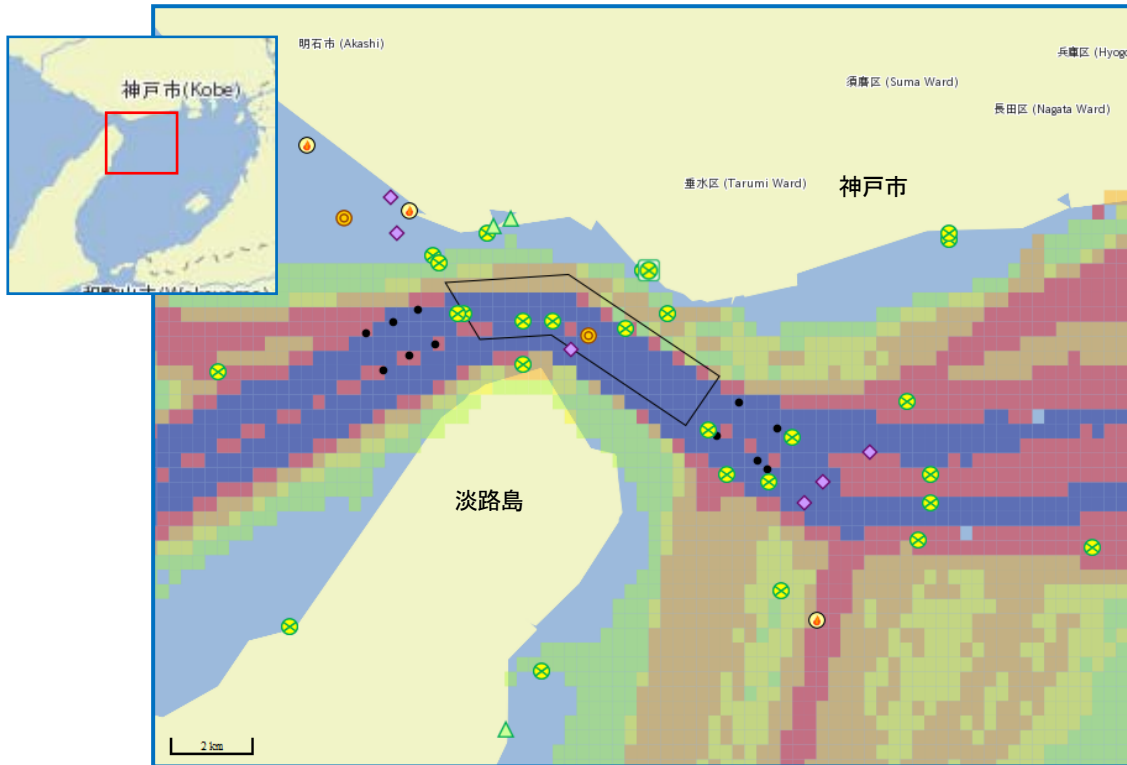 明石市 (Akashi)
兵庫区 (Hyogo
須磨区 (Suma Ward)
長田区 (Nagata Ward)
垂水区 (Tarumi Ward)
神戸市
神戸市(Kobe)
淡路島
2 km